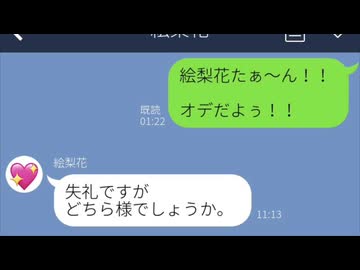 絵梨花
絵梨花たぁ～ん！！
オデだよぅ！！
既読
01:22
絵梨花
失礼ですが
どちら様でしょうか。
11:13